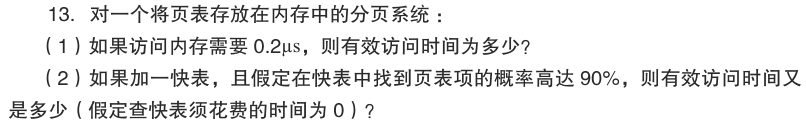 13. 对一个将页表存放在内存中的分页系统：
（1）如果访问内存需要 0.2μs，则有效访问时间为多少？
（2）如果加一快表，且假定在快表中找到页表项的概率高达 90%，则有效访问时间又
是多少（假定查快表须花费的时间为 0）？